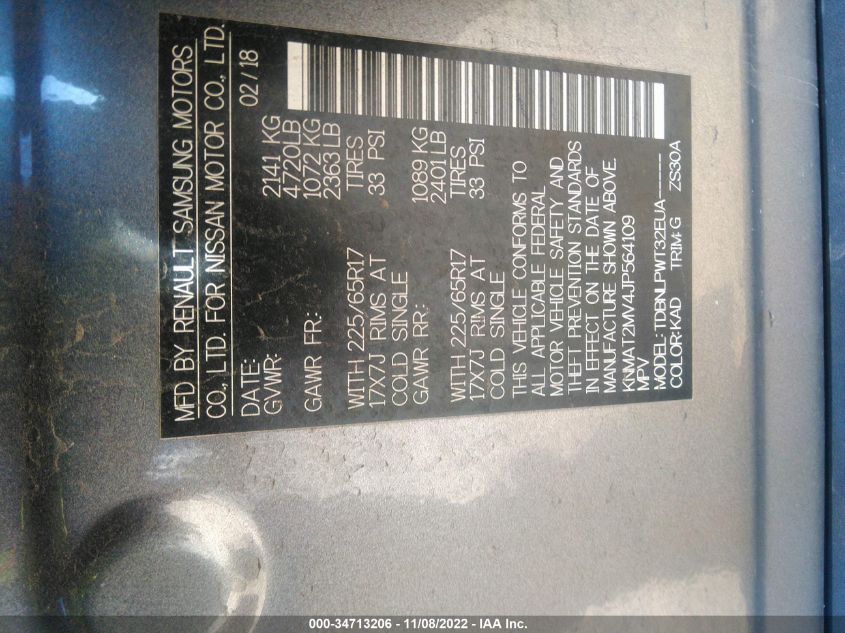 MFD BY RENAULT SAMSUNG MOTORS
CO., LTD. FOR NISSAN MOTOR CO., LTD.
DATE: 02 / 18
GVWR: 2141 KG
4720LB
GAWR FR: 1072 KG
2363 LB
WITH 225/65R17 TIRES
17X7J RIMS AT 33 PSI
COLD SINGLE
GAWR RR: 1089 KG
2401 LB
WITH 225/65R17 TIRES
17X7J RIMS AT 33 PSI
COLD SINGLE
THIS VEHICLE CONFORMS TO
ALL APPLICABLE FEDERAL
MOTOR VEHICLE SAFETY AND
THEFT PREVENTION STANDARDS
IN EFFECT ON THE DATE OF
MANUFACTURE SHOWN ABOVE.
KNMAT2MV4JP564109
MPV
MODEL: TDBNLPWT32EUA------
COLOR:KAD TRIM: G ZS30A
000-34713206 - 11/08/2022 - IAA Inc.